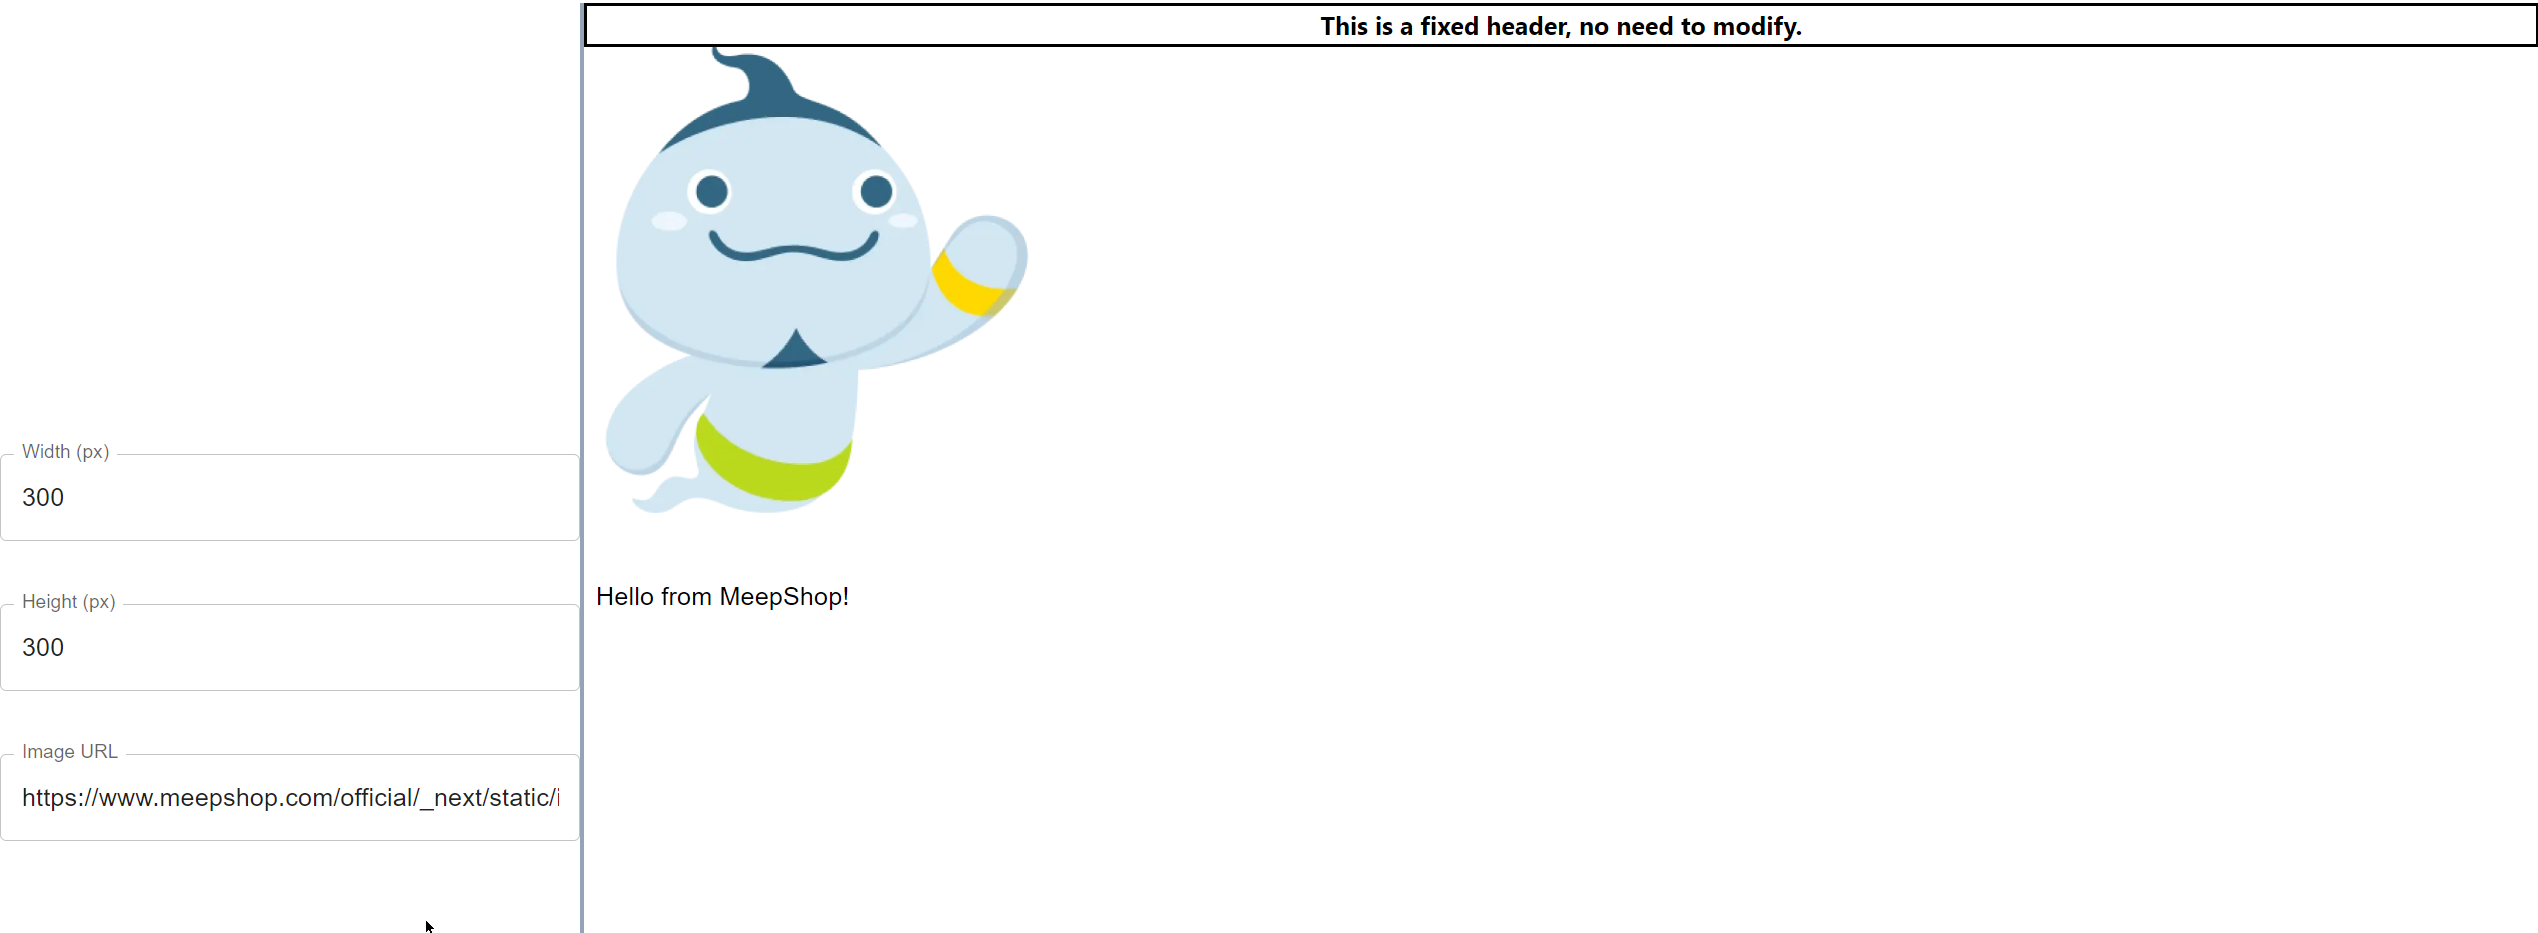 This is a fixed header, no need to modify.
Width (px)
300
Height (px)
300
Image URL
https://www.meepshop.com/official/_next/static/i
Hello from MeepShop!